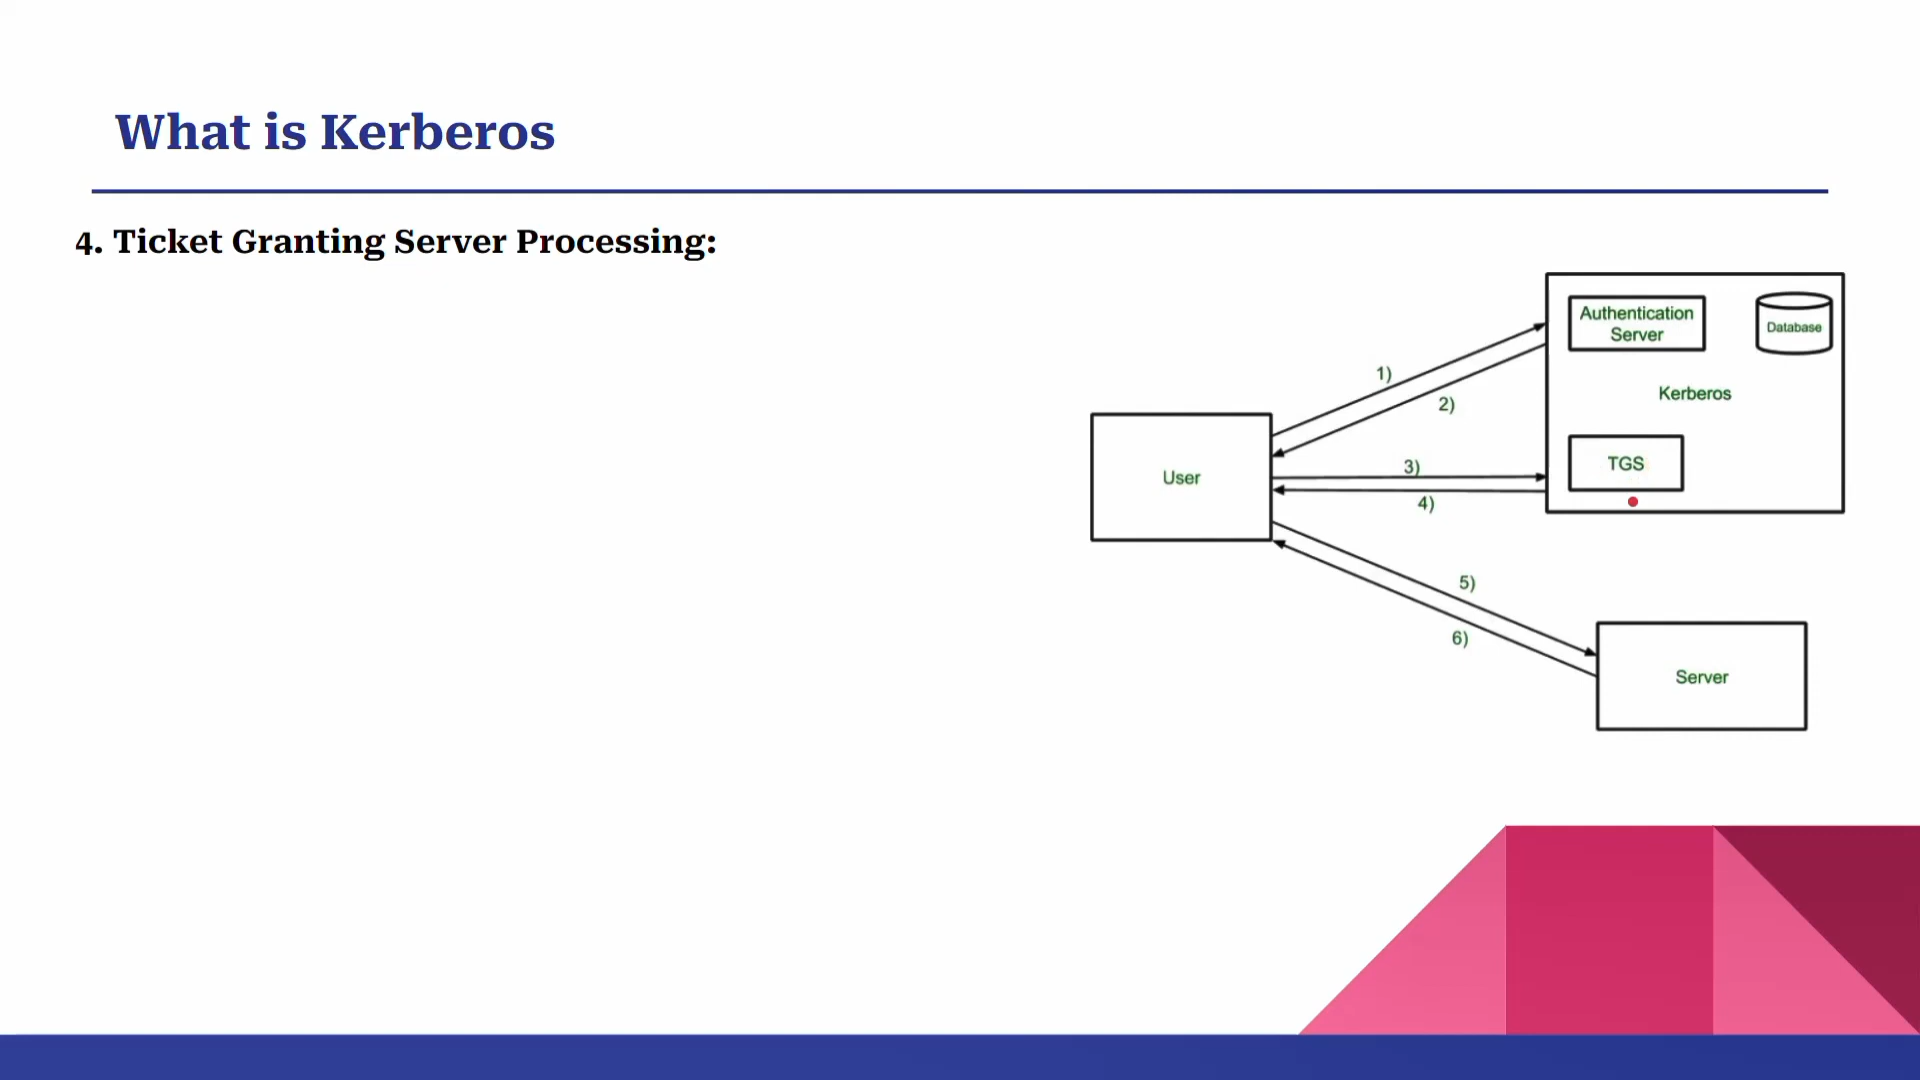 What is Kerberos
4. Ticket Granting Server Processing:
Authentication
Server
Database
Kerberos
1)
2)
User
3)
TGS
4)
5)
6)
Server